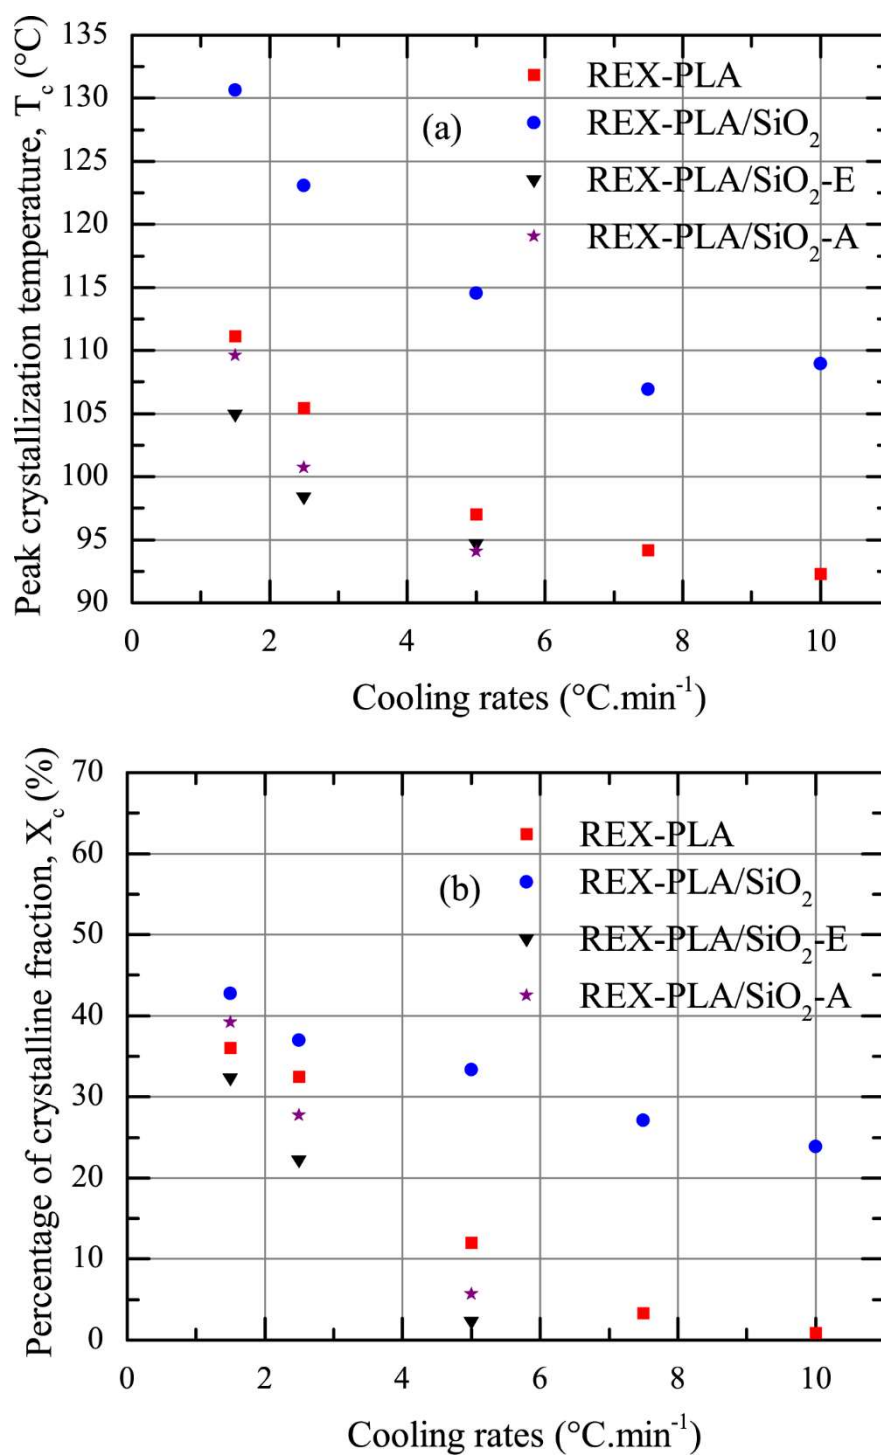 135
130
125
120
115
110
105
100
95
90
Peak crystallization temperature, T_c (°C)
(a)
REX-PLA
REX-PLA/SiO₂
REX-PLA/SiO₂-E
REX-PLA/SiO₂-A
0 2 4 6 8 10
Cooling rates (°C.min⁻¹)
70
60
50
40
30
20
10
0
Percentage of crystalline fraction, X_c (%)
(b)
REX-PLA
REX-PLA/SiO₂
REX-PLA/SiO₂-E
REX-PLA/SiO₂-A
0 2 4 6 8 10
Cooling rates (°C.min⁻¹)